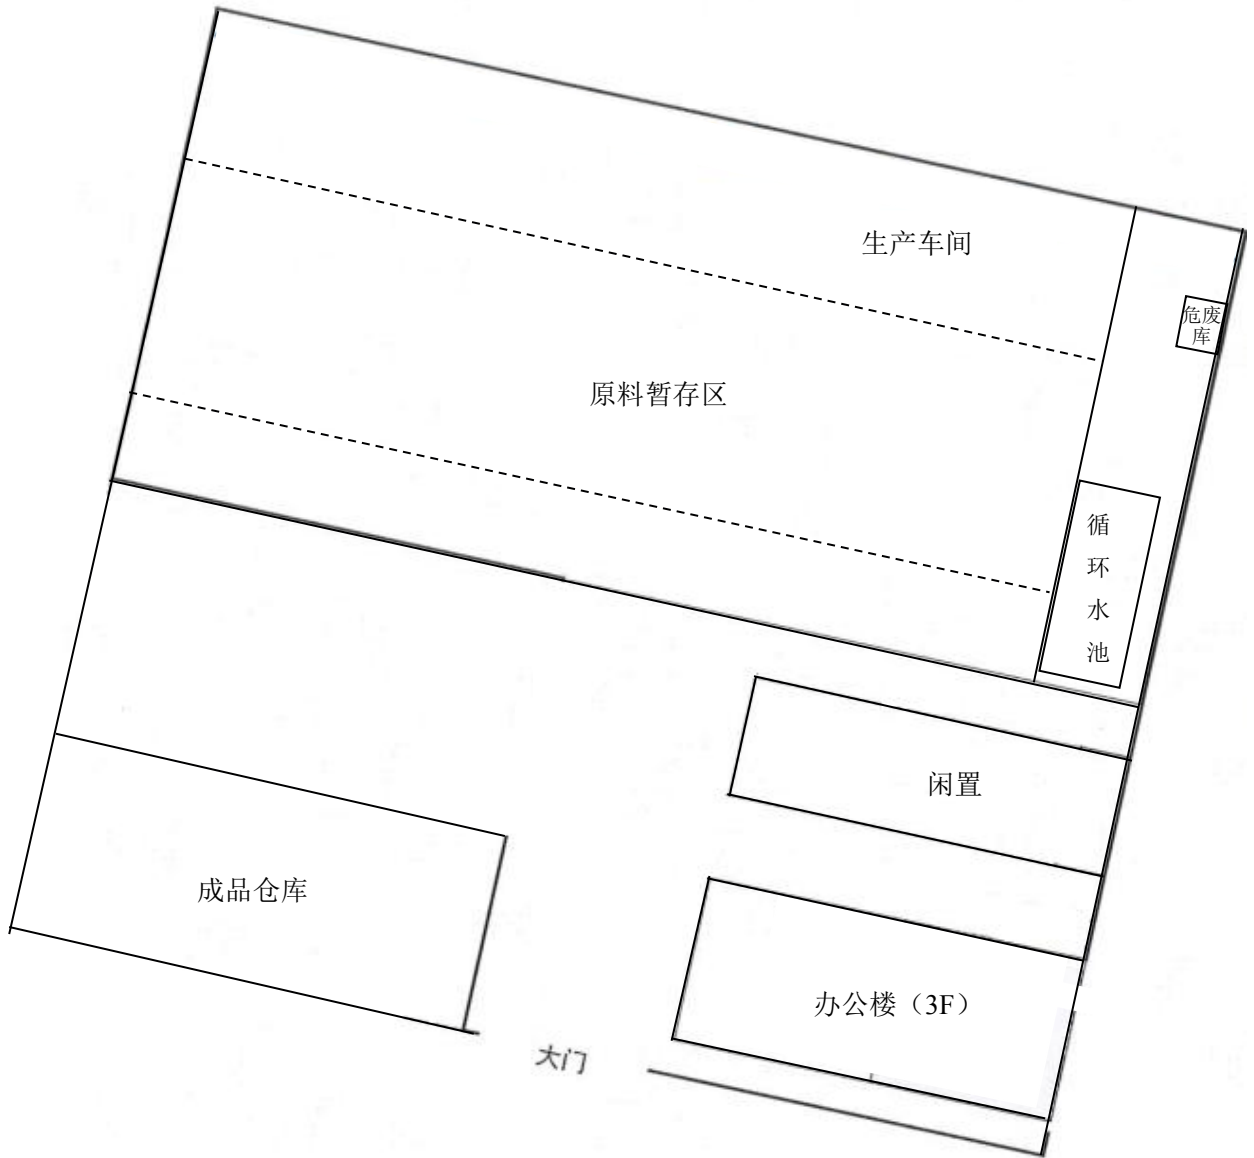 生产车间
危废
库
原料暂存区
循
环
水
池
闲置
成品仓库
办公楼（3F）
大门